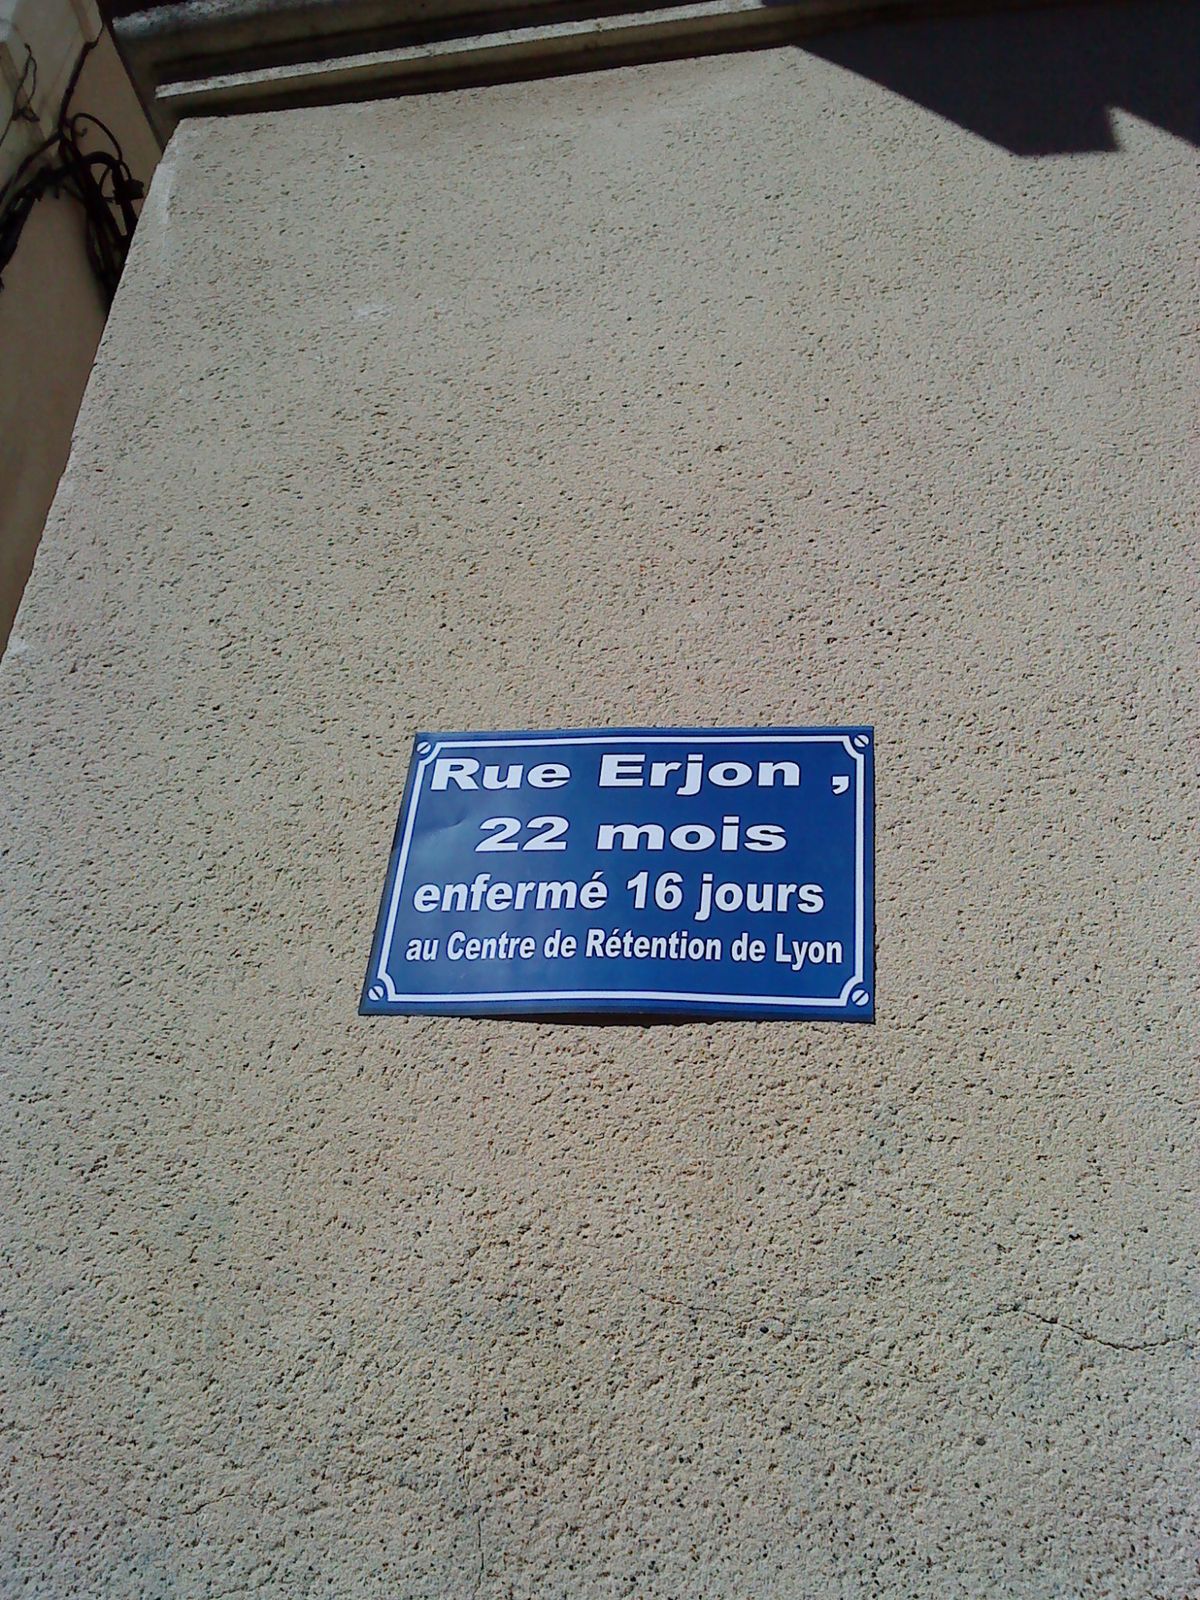 Rue Erjon ,
22 mois
enfermé 16 jours
au Centre de Rétention de Lyon